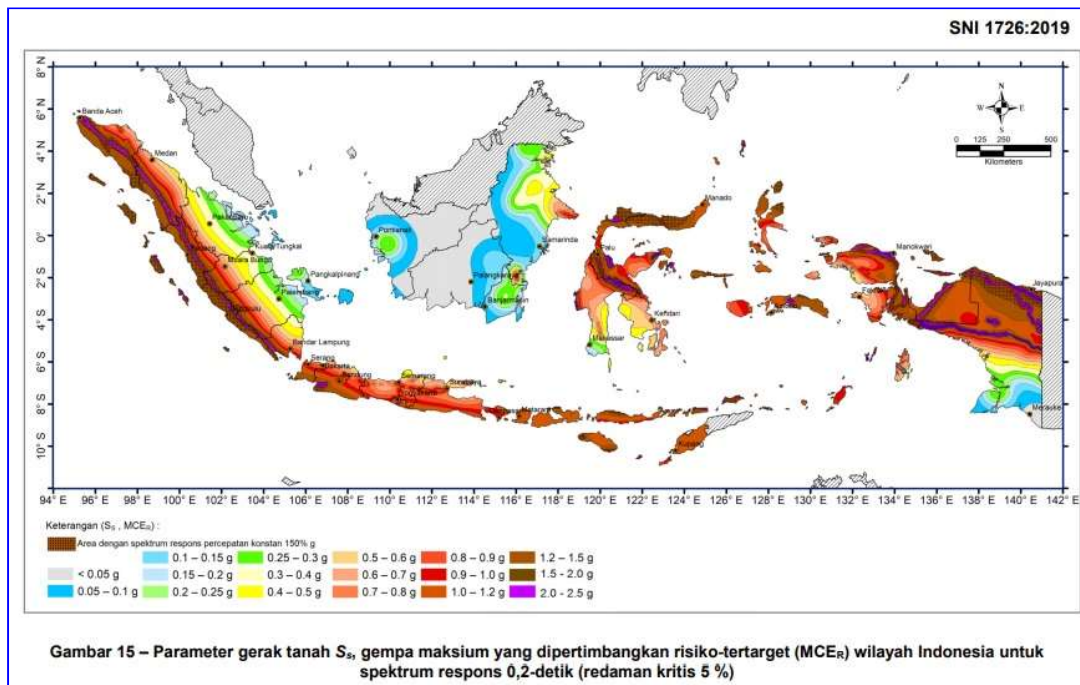 SNI 1726:2019
8° N
6° N
4° N
2° N
0°
2° S
4° S
6° S
8° S
10° S
N
W E
S
0 125 250 500
Kilometers
Banda Aceh
Medan
Pekanbaru
Padang
Kuala Tungkal
Muara Bungo
Pangkalpinang
Palembang
Bengkulu
Bandar Lampung
Serang
Jakarta
Bandung
Semarang
Yogyakarta
Surabaya
Denpasar
Mataram
Kupang
Pontianak
Palangkaraya
Banjarmasin
Samarinda
Manado
Palu
Kendari
Makassar
Ambon
Manokwari
Jayapura
Merauke
94° E 96° E 98° E 100° E 102° E 104° E 106° E 108° E 110° E 112° E 114° E 116° E 118° E 120° E 122° E 124° E 126° E 128° E 130° E 132° E 134° E 136° E 138° E 140° E 142° E
Keterangan (Ss , MCER) :
Area dengan spektrum respons percepatan konstan 150% g
0.1 – 0.15 g 0.25 – 0.3 g 0.5 – 0.6 g 0.8 – 0.9 g 1.2 – 1.5 g
< 0.05 g 0.15 – 0.2 g 0.3 – 0.4 g 0.6 – 0.7 g 0.9 – 1.0 g 1.5 - 2.0 g
0.05 – 0.1 g 0.2 – 0.25 g 0.4 – 0.5 g 0.7 – 0.8 g 1.0 – 1.2 g 2.0 - 2.5 g
Gambar 15 – Parameter gerak tanah Ss, gempa maksium yang dipertimbangkan risiko-tertarget (MCER) wilayah Indonesia untuk
spektrum respons 0,2-detik (redaman kritis 5 %)